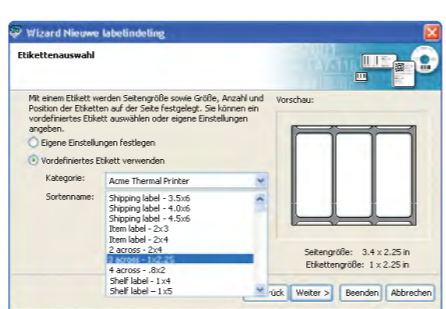 Wizard Nieuwe labelindeling
Etikettenauswahl
Mit einem Etikett werden Seitengröße sowie Größe, Anzahl und
Position der Etiketten auf der Seite festgelegt. Sie können ein
vordefiniertes Etikett auswählen oder eigene Einstellungen
angeben.
Eigene Einstellungen festlegen
Vordefiniertes Etikett verwenden
Kategorie:
Acme Thermal Printer
Sortenname:
Shipping label - 3.5x6
Shipping label - 4.0x6
Shipping label - 4.5x6
Item label - 2x3
Item label - 2x4
2 across - 2x4
3 across - 1x2.25
4 across - .8x2
Shelf label - 1x4
Shelf label - 1x5
Vorschau:
Seitengröße: 3.4 x 2.25 in
Etikettengröße: 1 x 2.25 in
ück
Weiter >
Beenden
Abbrechen